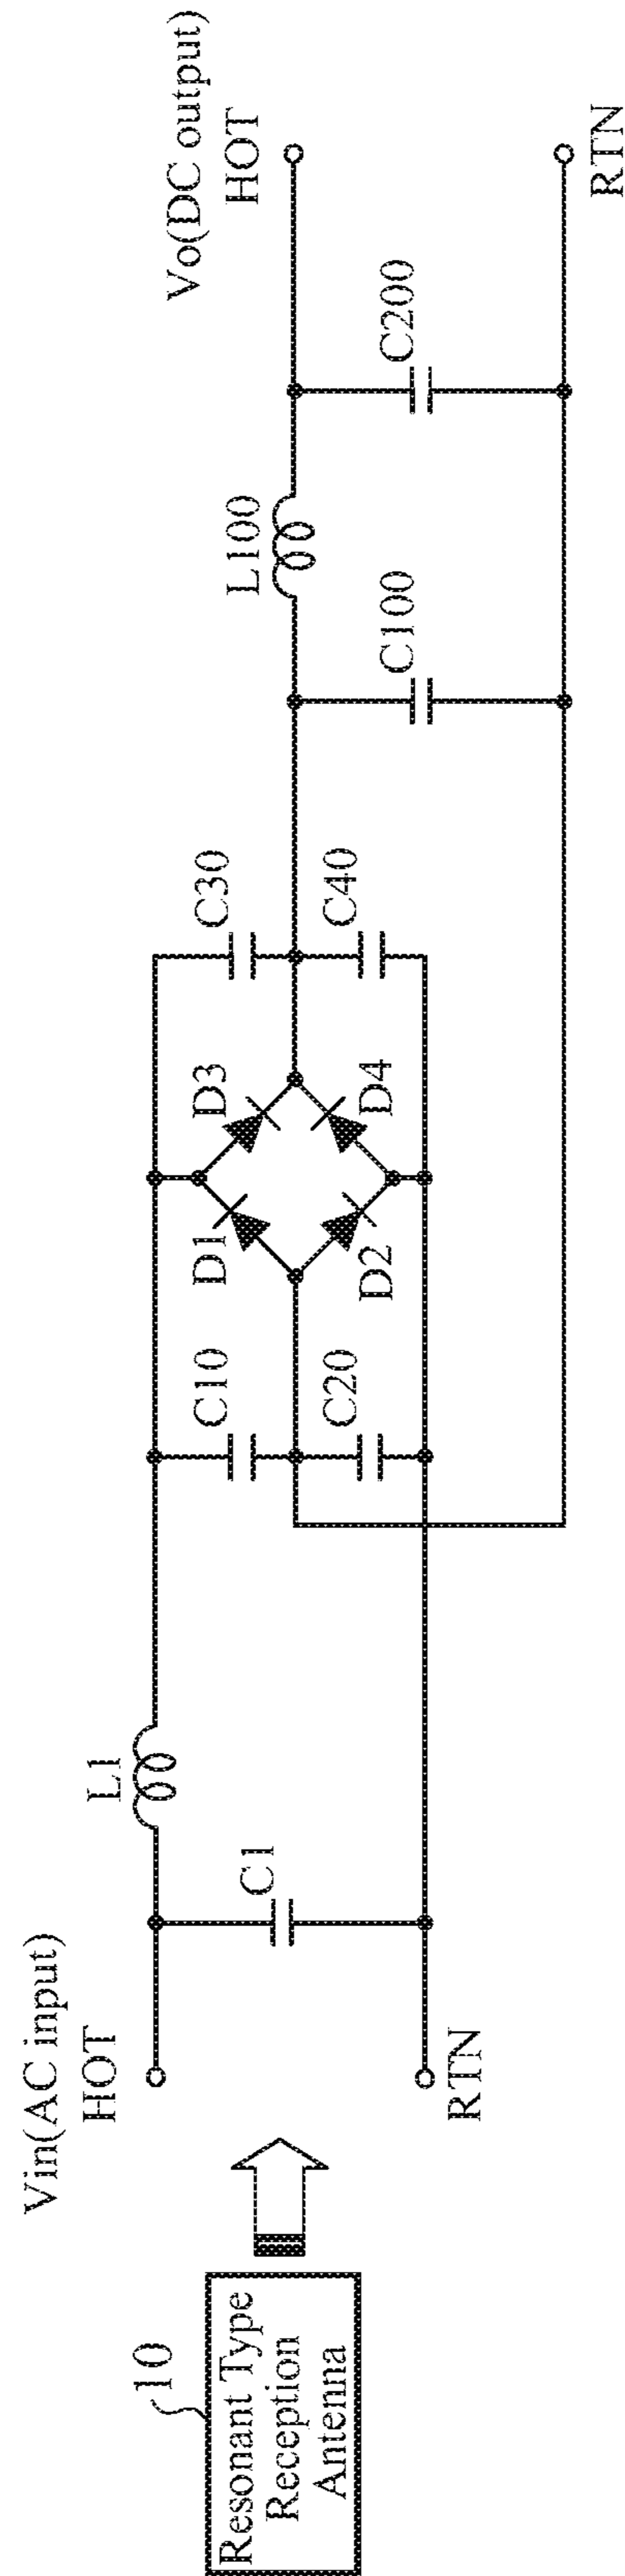 10
Resonant Type
Reception
Antenna
Vin(AC input)
HOT
RTN
C1
L1
C10
C20
D1
D2
D3
D4
C30
C40
C100
L100
C200
Vo(DC output)
HOT
RTN